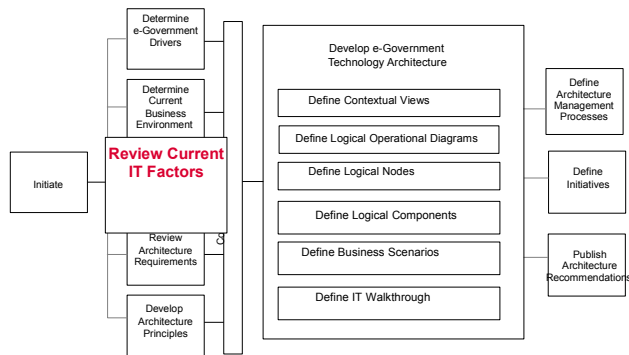 Determine
e-Government
Drivers
Determine
Current
Business
Environment
Review Current
IT Factors
Initiate
Review
Architecture
Requirements
Develop
Architecture
Principles
Develop e-Government
Technology Architecture
Define Contextual Views
Define Logical Operational Diagrams
Define Logical Nodes
Define Logical Components
Define Business Scenarios
Define IT Walkthrough
Define
Architecture
Management
Processes
Define
Initiatives
Publish
Architecture
Recommendations